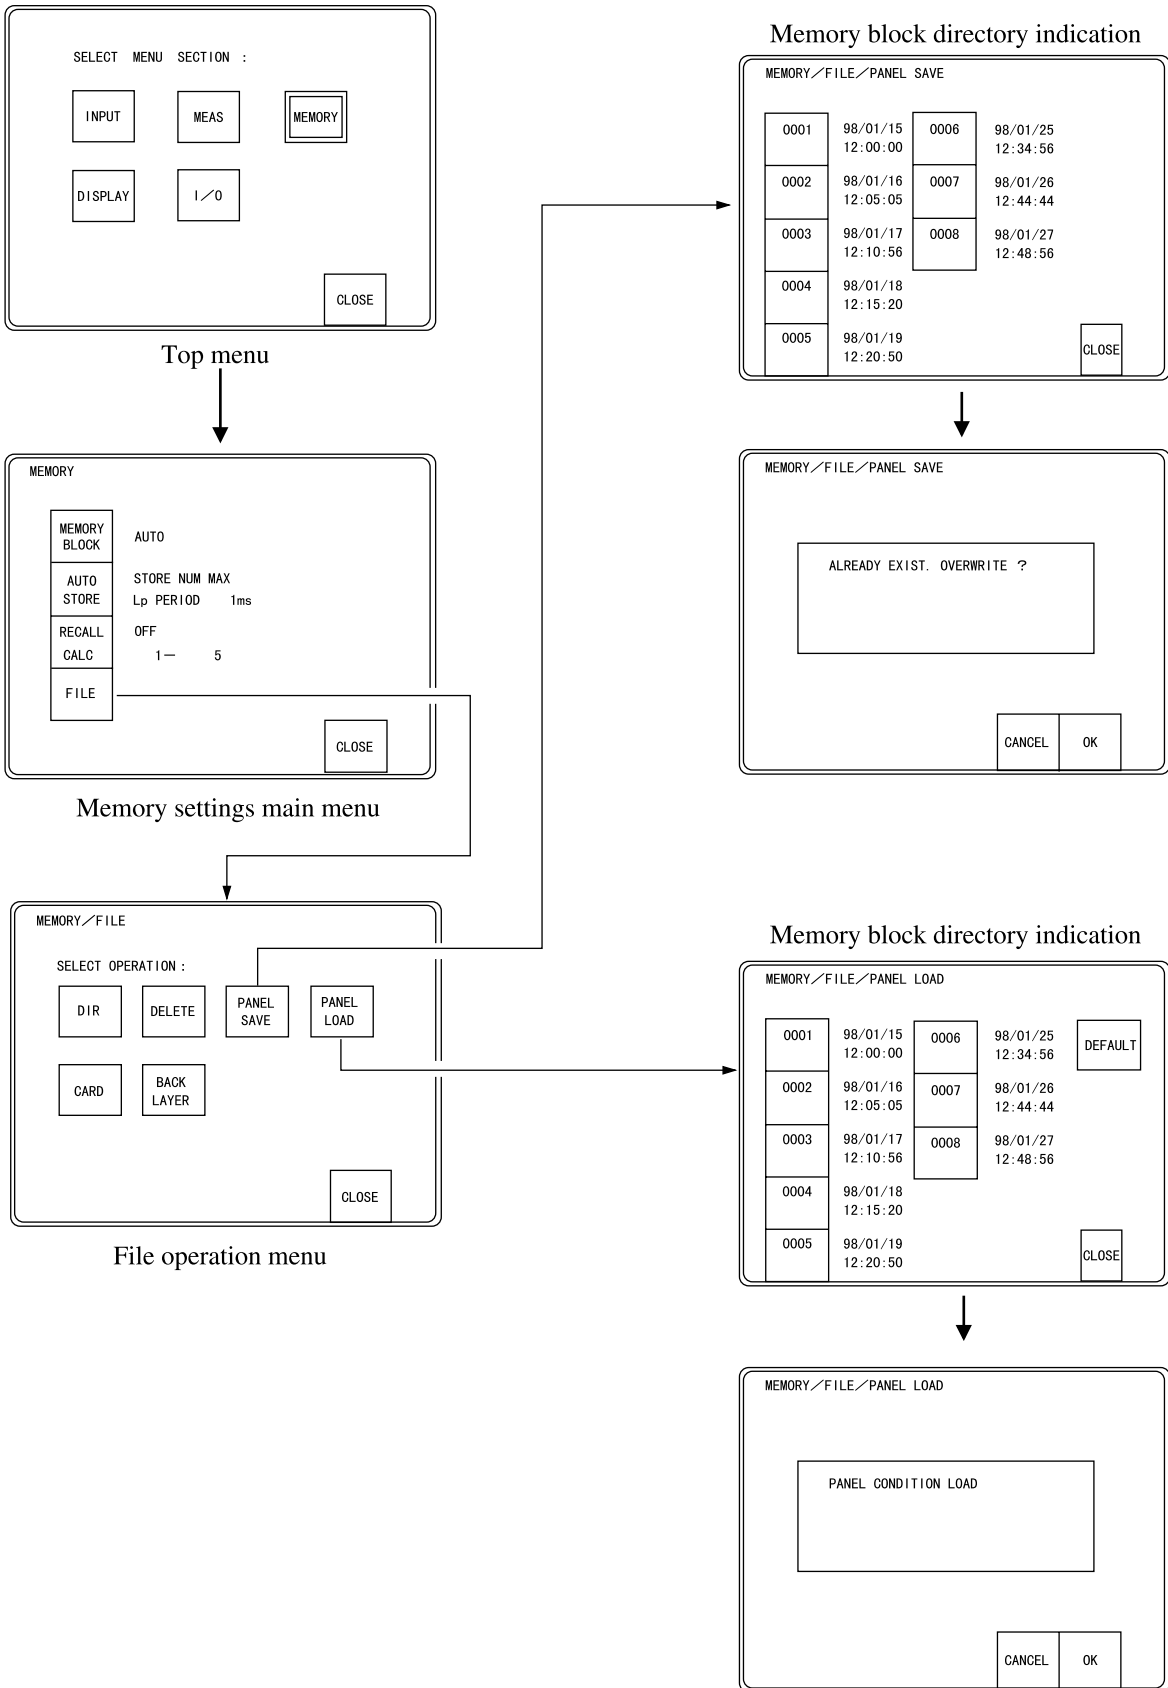 SELECT MENU SECTION :
INPUT
MEAS
MEMORY
DISPLAY
I／O
CLOSE
Top menu
MEMORY
MEMORY
BLOCK
AUTO
AUTO
STORE
STORE NUM MAX
Lp PERIOD 1ms
RECALL
CALC
OFF
1— 5
FILE
CLOSE
Memory settings main menu
MEMORY／FILE
SELECT OPERATION :
DIR
DELETE
PANEL
SAVE
PANEL
LOAD
CARD
BACK
LAYER
CLOSE
File operation menu
Memory block directory indication
MEMORY／FILE／PANEL SAVE
0001
98/01/15
12:00:00
0002
98/01/16
12:05:05
0003
98/01/17
12:10:56
0004
98/01/18
12:15:20
0005
98/01/19
12:20:50
0006
98/01/25
12:34:56
0007
98/01/26
12:44:44
0008
98/01/27
12:48:56
CLOSE
MEMORY／FILE／PANEL SAVE
ALREADY EXIST. OVERWRITE ?
CANCEL
OK
Memory block directory indication
MEMORY／FILE／PANEL LOAD
0001
98/01/15
12:00:00
0002
98/01/16
12:05:05
0003
98/01/17
12:10:56
0004
98/01/18
12:15:20
0005
98/01/19
12:20:50
0006
98/01/25
12:34:56
0007
98/01/26
12:44:44
0008
98/01/27
12:48:56
DEFAULT
CLOSE
MEMORY／FILE／PANEL LOAD
PANEL CONDITION LOAD
CANCEL
OK